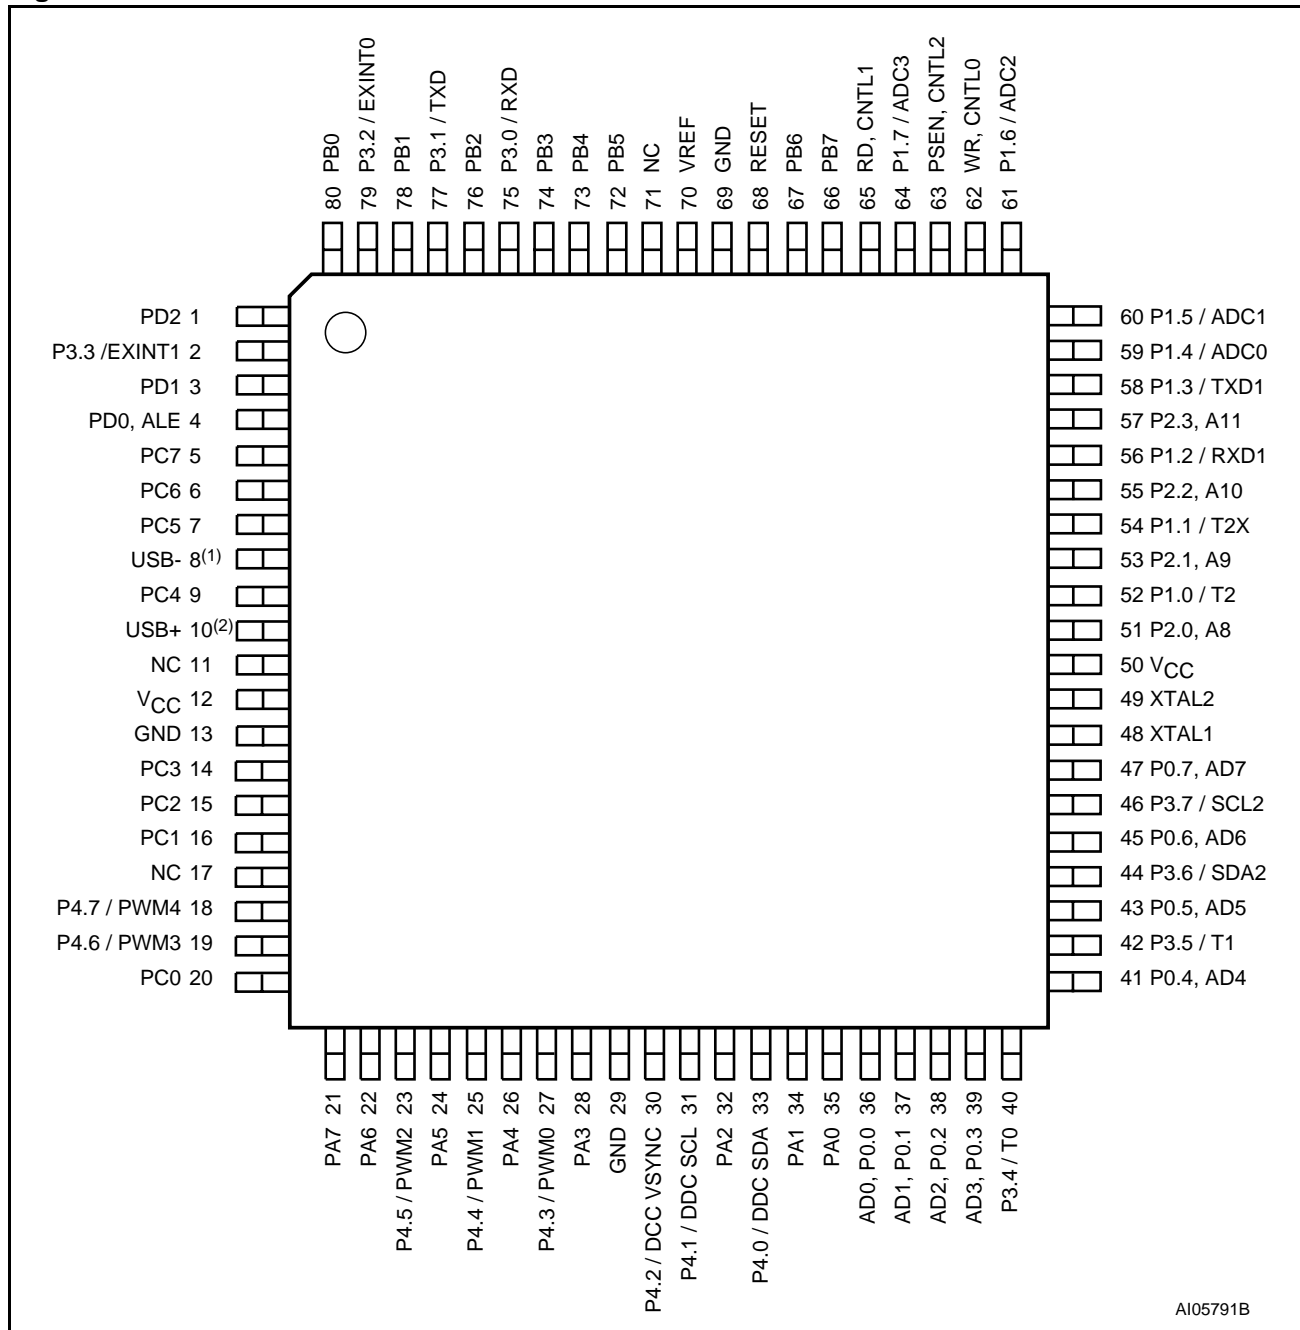 80 PB0
79 P3.2 / EXINT0
78 PB1
77 P3.1 / TXD
76 PB2
75 P3.0 / RXD
74 PB3
73 PB4
72 PB5
71 NC
70 VREF
69 GND
68 RESET
67 PB6
66 PB7
65 RD, CNTL1
64 P1.7 / ADC3
63 PSEN, CNTL2
62 WR, CNTL0
61 P1.6 / ADC2
PD2 1
P3.3 /EXINT1 2
PD1 3
PD0, ALE 4
PC7 5
PC6 6
PC5 7
USB- 8(1)
PC4 9
USB+ 10(2)
NC 11
VCC 12
GND 13
PC3 14
PC2 15
PC1 16
NC 17
P4.7 / PWM4 18
P4.6 / PWM3 19
PC0 20
60 P1.5 / ADC1
59 P1.4 / ADC0
58 P1.3 / TXD1
57 P2.3, A11
56 P1.2 / RXD1
55 P2.2, A10
54 P1.1 / T2X
53 P2.1, A9
52 P1.0 / T2
51 P2.0, A8
50 VCC
49 XTAL2
48 XTAL1
47 P0.7, AD7
46 P3.7 / SCL2
45 P0.6, AD6
44 P3.6 / SDA2
43 P0.5, AD5
42 P3.5 / T1
41 P0.4, AD4
PA7 21
PA6 22
P4.5 / PWM2 23
PA5 24
P4.4 / PWM1 25
PA4 26
P4.3 / PWM0 27
PA3 28
GND 29
P4.2 / DCC VSYNC 30
P4.1 / DDC SCL 31
PA2 32
P4.0 / DDC SDA 33
PA1 34
PA0 35
AD0, P0.0 36
AD1, P0.1 37
AD2, P0.2 38
AD3, P0.3 39
P3.4 / T0 40
AI05791B